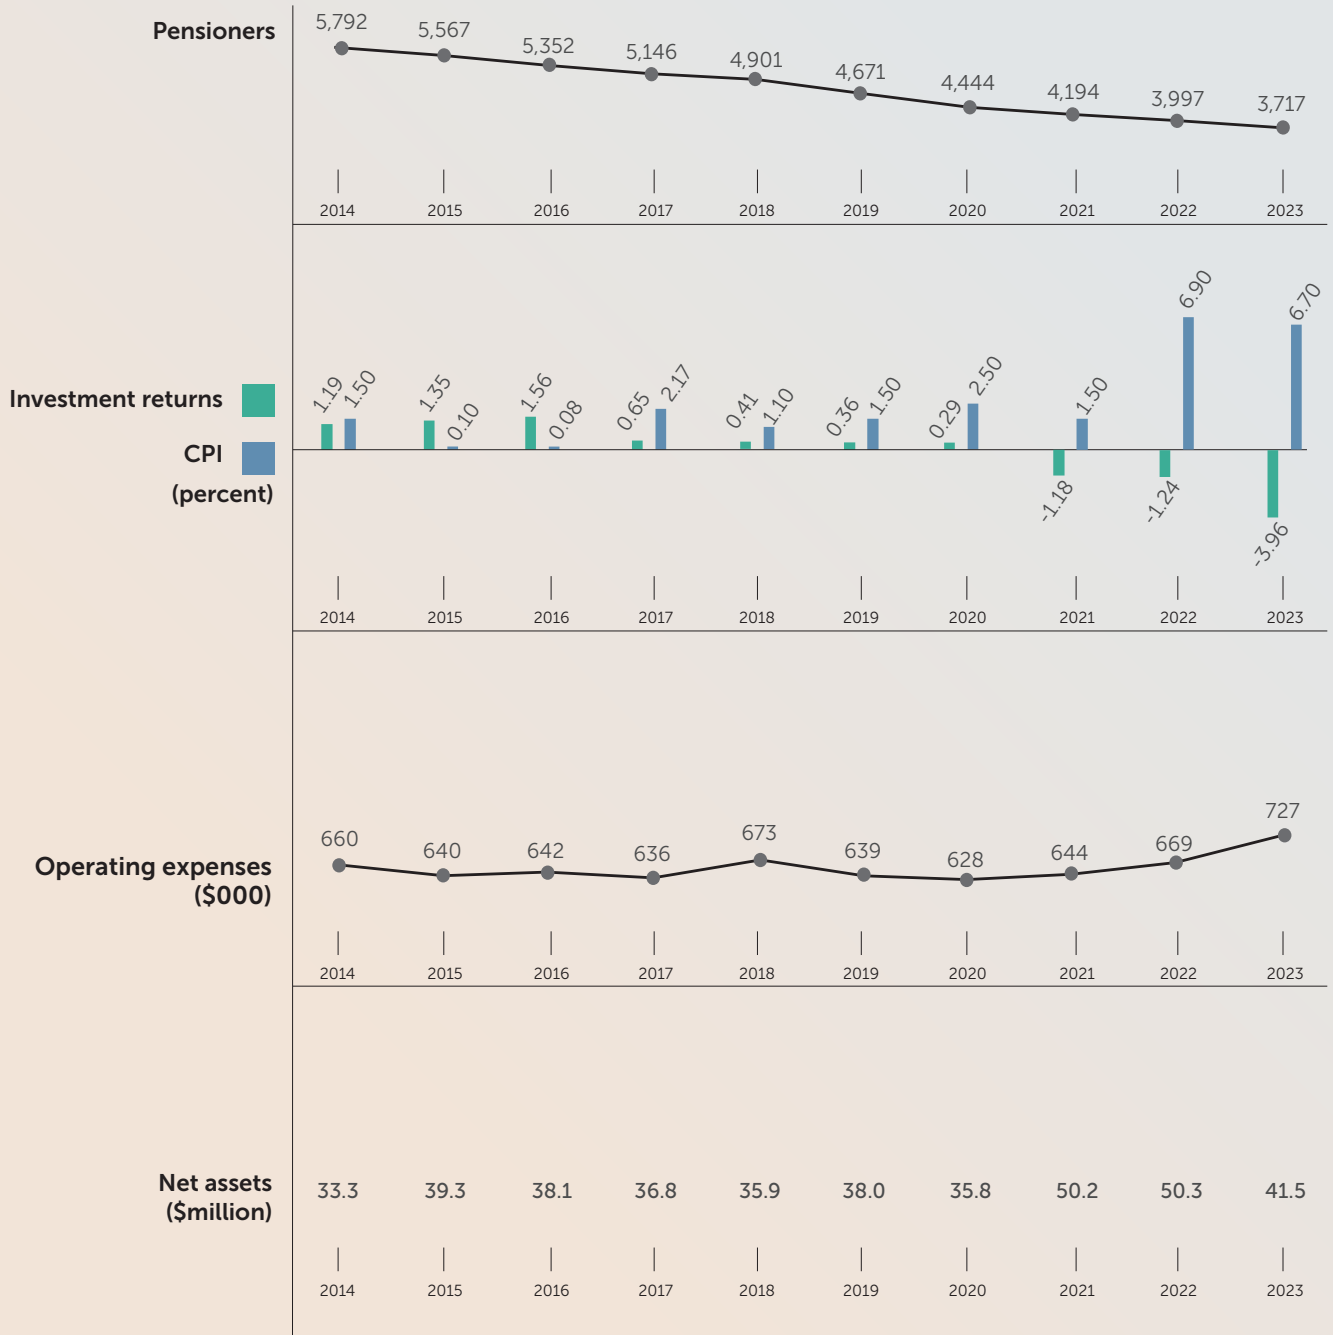 Pensioners
5,792 5,567 5,352 5,146 4,901 4,671 4,444 4,194 3,997 3,717
2014 2015 2016 2017 2018 2019 2020 2021 2022 2023
Investment returns
CPI
(percent)
1.19 1.50 1.35 0.10 1.56 0.08 0.65 2.17 0.41 1.10 0.36 1.50 0.29 2.50 -1.18 1.50 -1.24 6.90 -3.96 6.70
2014 2015 2016 2017 2018 2019 2020 2021 2022 2023
Operating expenses
($000)
660 640 642 636 673 639 628 644 669 727
2014 2015 2016 2017 2018 2019 2020 2021 2022 2023
Net assets
($million)
33.3 39.3 38.1 36.8 35.9 38.0 35.8 50.2 50.3 41.5
2014 2015 2016 2017 2018 2019 2020 2021 2022 2023